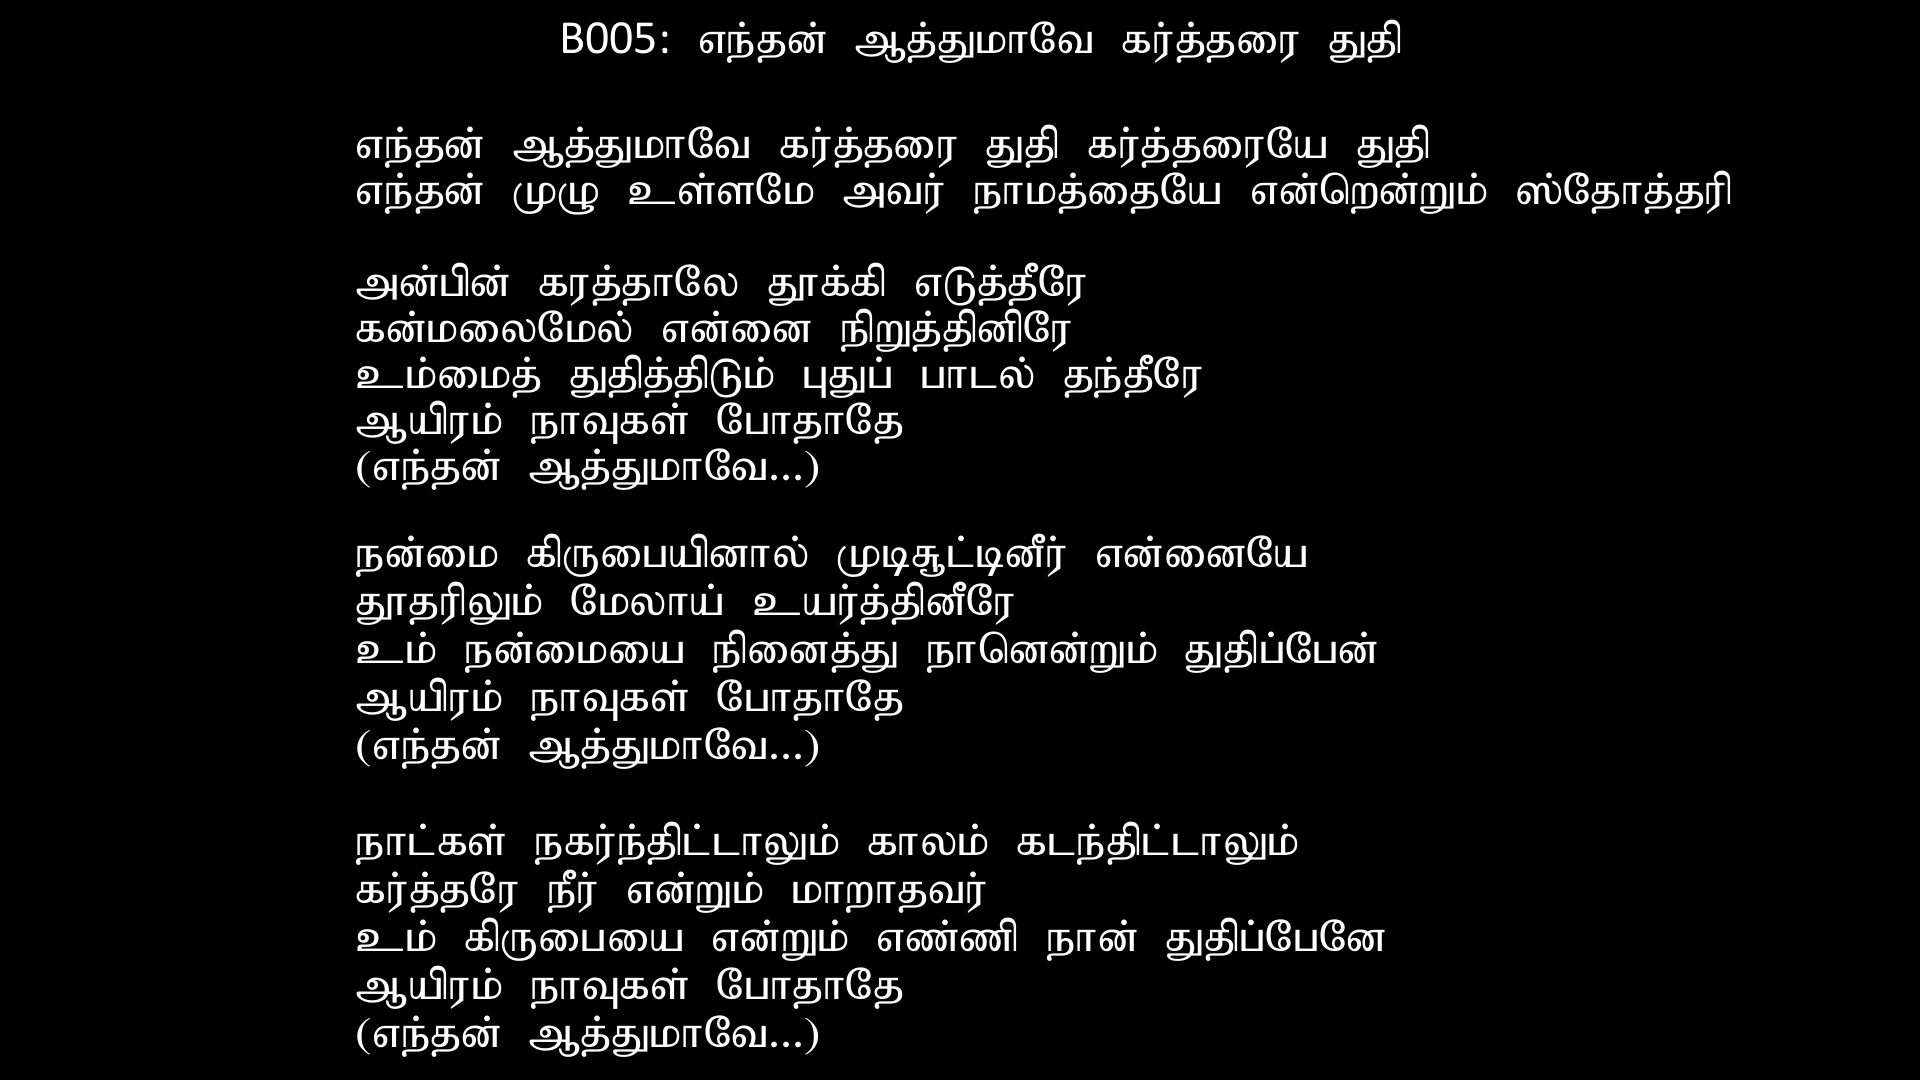 B005: எந்தன் ஆத்துமாவே கர்த்தரை துதி
எந்தன் ஆத்துமாவே கர்த்தரை துதி கர்த்தரையே துதி
எந்தன் முழு உள்ளமே அவர் நாமத்தையே என்றென்றும் ஸ்தோத்தரி
அன்பின் கரத்தாலே தூக்கி எடுத்தீரே
கன்மலைமேல் என்னை நிறுத்தினிரே
உம்மைத் துதித்திடும் புதுப் பாடல் தந்தீரே
ஆயிரம் நாவுகள் போதாதே
(எந்தன் ஆத்துமாவே...)
நன்மை கிருபையினால் முடிசூட்டினீர் என்னையே
தூதரிலும் மேலாய் உயர்த்தினீரே
உம் நன்மையை நினைத்து நானென்றும் துதிப்பேன்
ஆயிரம் நாவுகள் போதாதே
(எந்தன் ஆத்துமாவே...)
நாட்கள் நகர்ந்திட்டாலும் காலம் கடந்திட்டாலும்
கர்த்தரே நீர் என்றும் மாறாதவர்
உம் கிருபையை என்றும் எண்ணி நான் துதிப்பேனே
ஆயிரம் நாவுகள் போதாதே
(எந்தன் ஆத்துமாவே...)